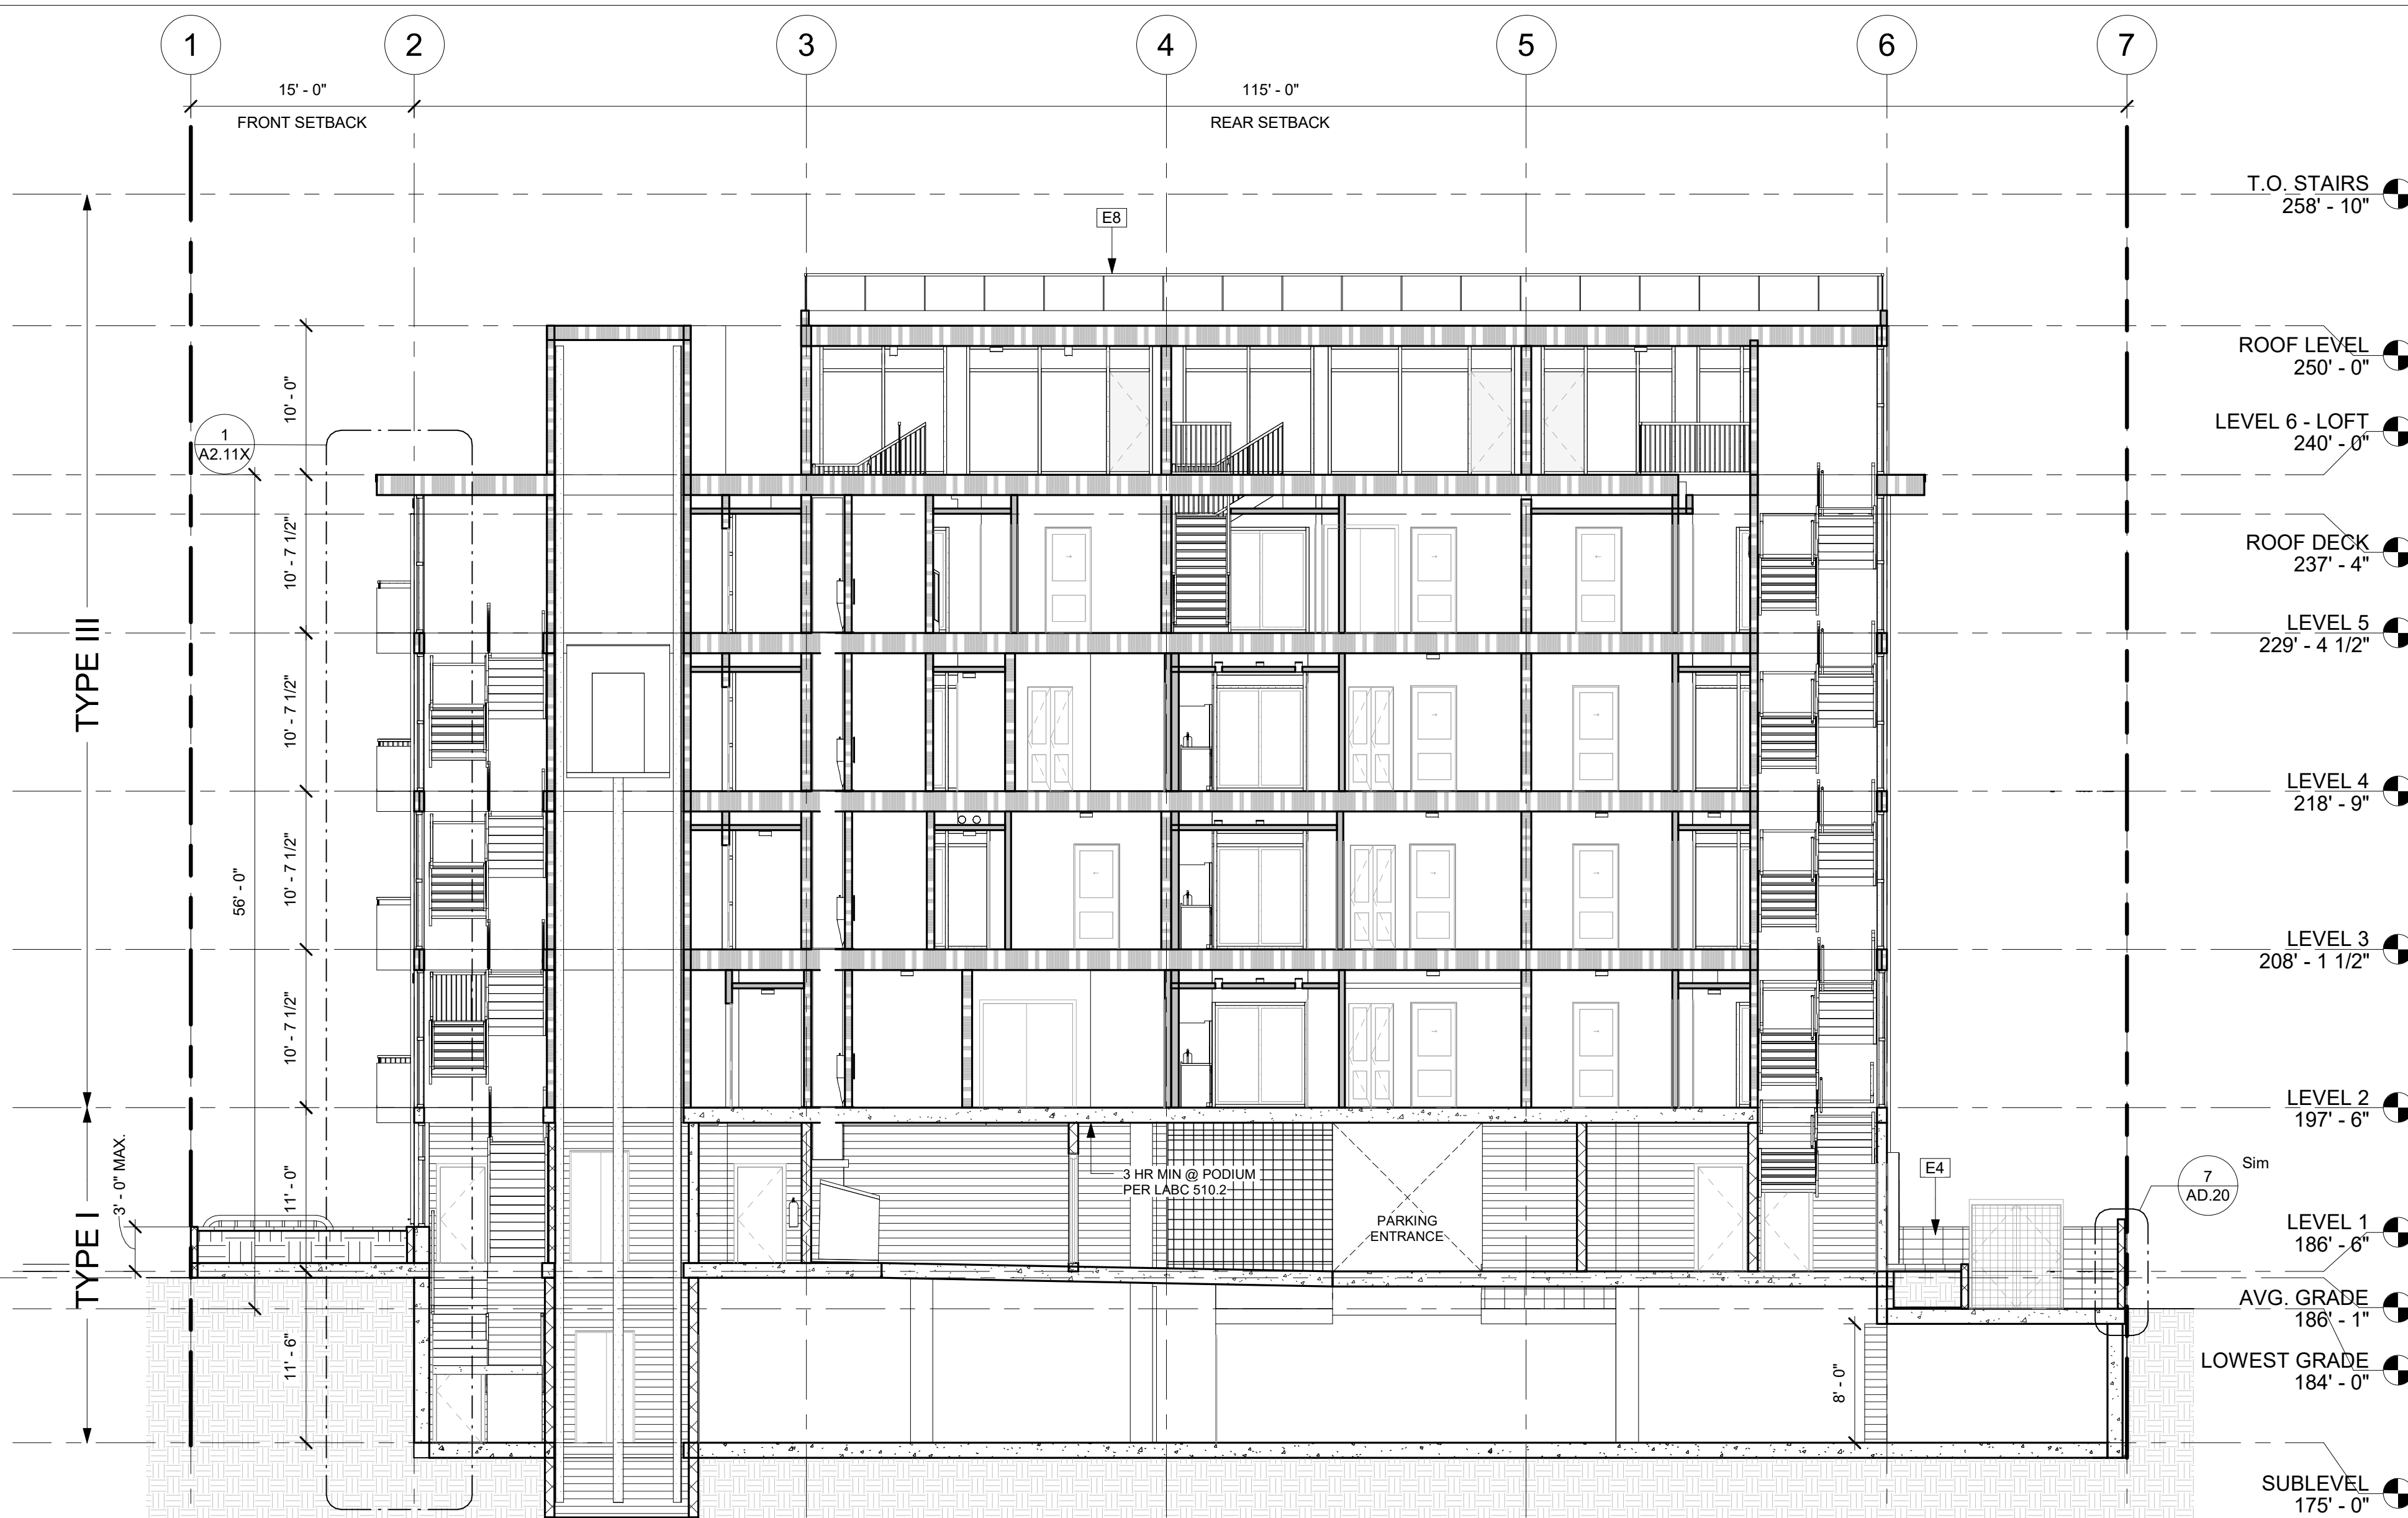 1
2
3
4
5
6
7
15' - 0"
FRONT SETBACK
115' - 0"
REAR SETBACK
T.O. STAIRS
258' - 10"
E8
ROOF LEVEL
250' - 0"
10' - 0"
LEVEL 6 - LOFT
240' - 0"
1
A2.11X
10' - 7 1/2"
ROOF DECK
237' - 4"
TYPE III
LEVEL 5
229' - 4 1/2"
10' - 7 1/2"
LEVEL 4
218' - 9"
56' - 0"
10' - 7 1/2"
LEVEL 3
208' - 1 1/2"
10' - 7 1/2"
LEVEL 2
197' - 6"
3' - 0" MAX.
11' - 0"
3 HR MIN @ PODIUM
PER LABC 510.2
E4
7
AD.20
Sim
PARKING
ENTRANCE
TYPE I
LEVEL 1
186' - 6"
AVG. GRADE
186' - 1"
11' - 6"
8' - 0"
LOWEST GRADE
184' - 0"
SUBLEVEL
175' - 0"